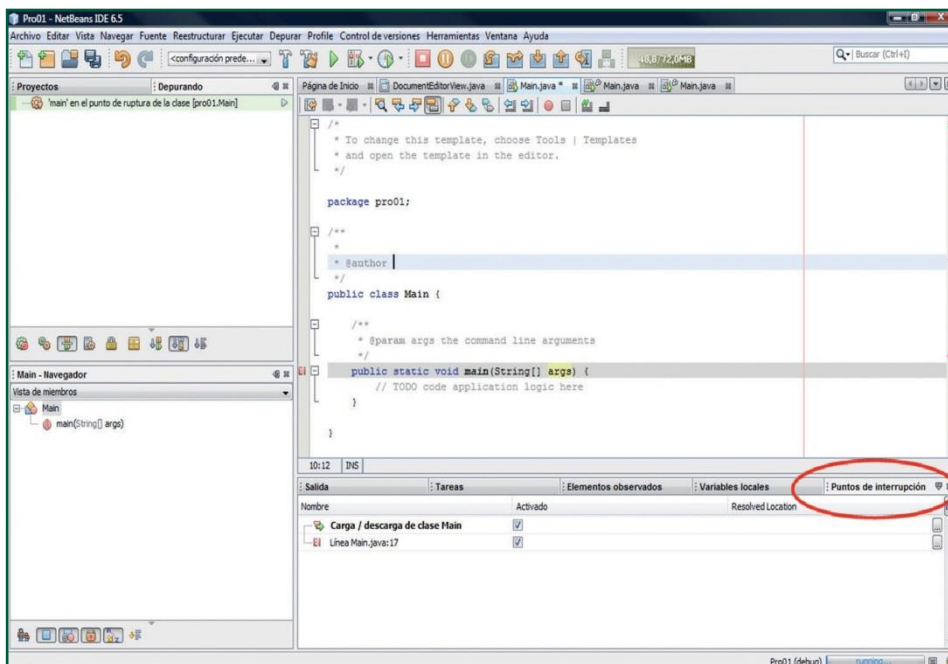 Pro01 - NetBeans IDE 6.5
Archivo Editar Vista Navegar Fuente Reestructurar Ejecutar Depurar Profile Control de versiones Herramientas Ventana Ayuda
<configuración prede... 48,8/72,0MB Buscar (Ctrl+I)
Proyectos Depurando
'main' en el punto de ruptura de la clase [pro01.Main]
Página de Inicio DocumentEditorView.java Main.java * Main.java Main.java
/*
* To change this template, choose Tools | Templates
* and open the template in the editor.
*/
package pro01;
/**
*
* @author
*/
public class Main {
/**
* @param args the command line arguments
*/
public static void main(String[] args) {
// TODO code application logic here
}
}
Main - Navegador
Vista de miembros
Main
main(String[] args)
10:12 INS
Salida Tareas Elementos observados Variables locales Puntos de interrupción
Nombre Activado Resolved Location
Carga / descarga de clase Main
Línea Main.java:17
Pro01 (debug) running...